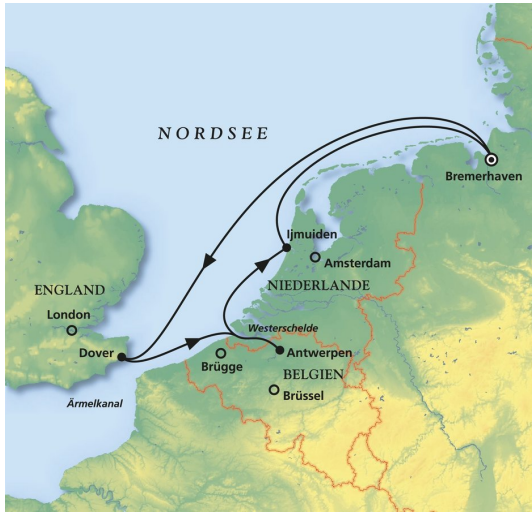 NORDSEE
Bremerhaven
Ijmuiden
Amsterdam
ENGLAND
NIEDERLANDE
London
Westerschelde
Dover
Antwerpen
Brügge
BELGIEN
Brüssel
Ärmelkanal